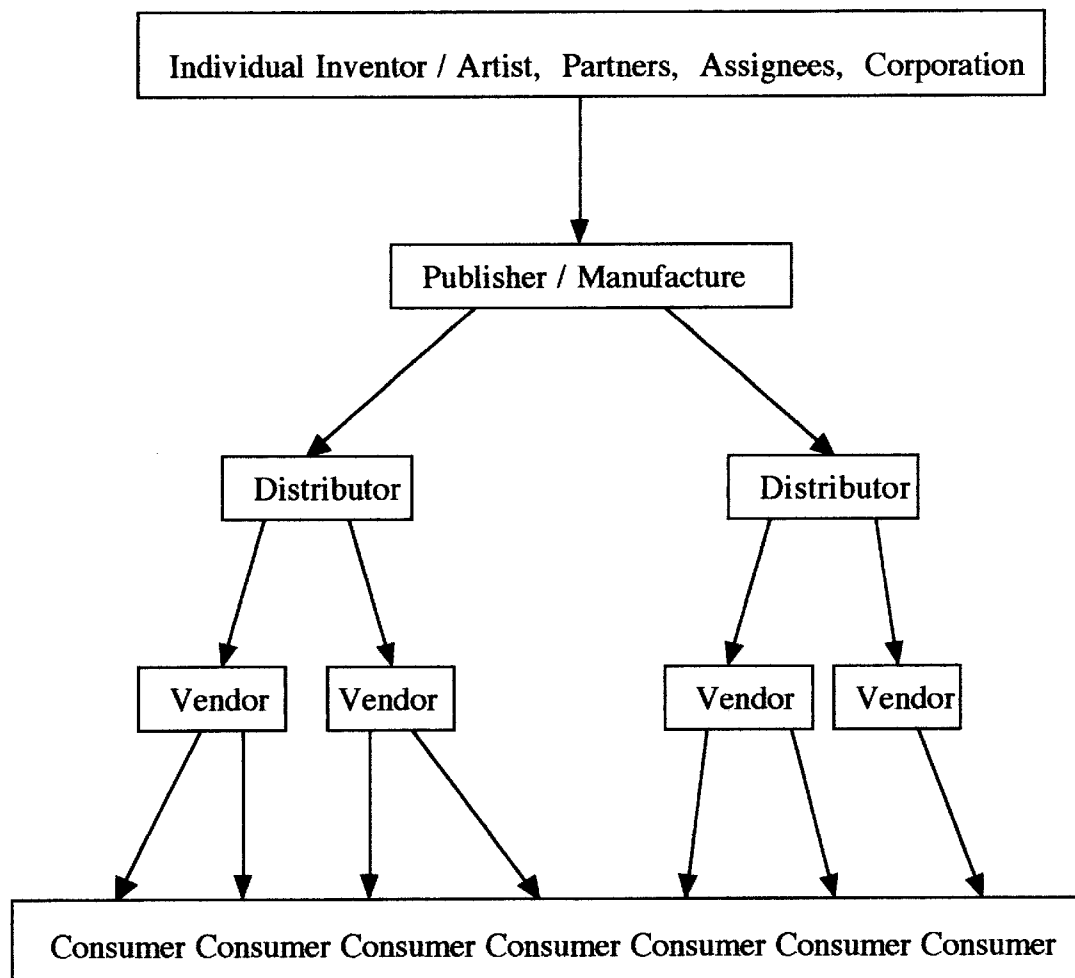 Individual Inventor / Artist, Partners, Assignees, Corporation
Publisher / Manufacture
Distributor
Distributor
Vendor
Vendor
Vendor
Vendor
Consumer Consumer Consumer Consumer Consumer Consumer Consumer